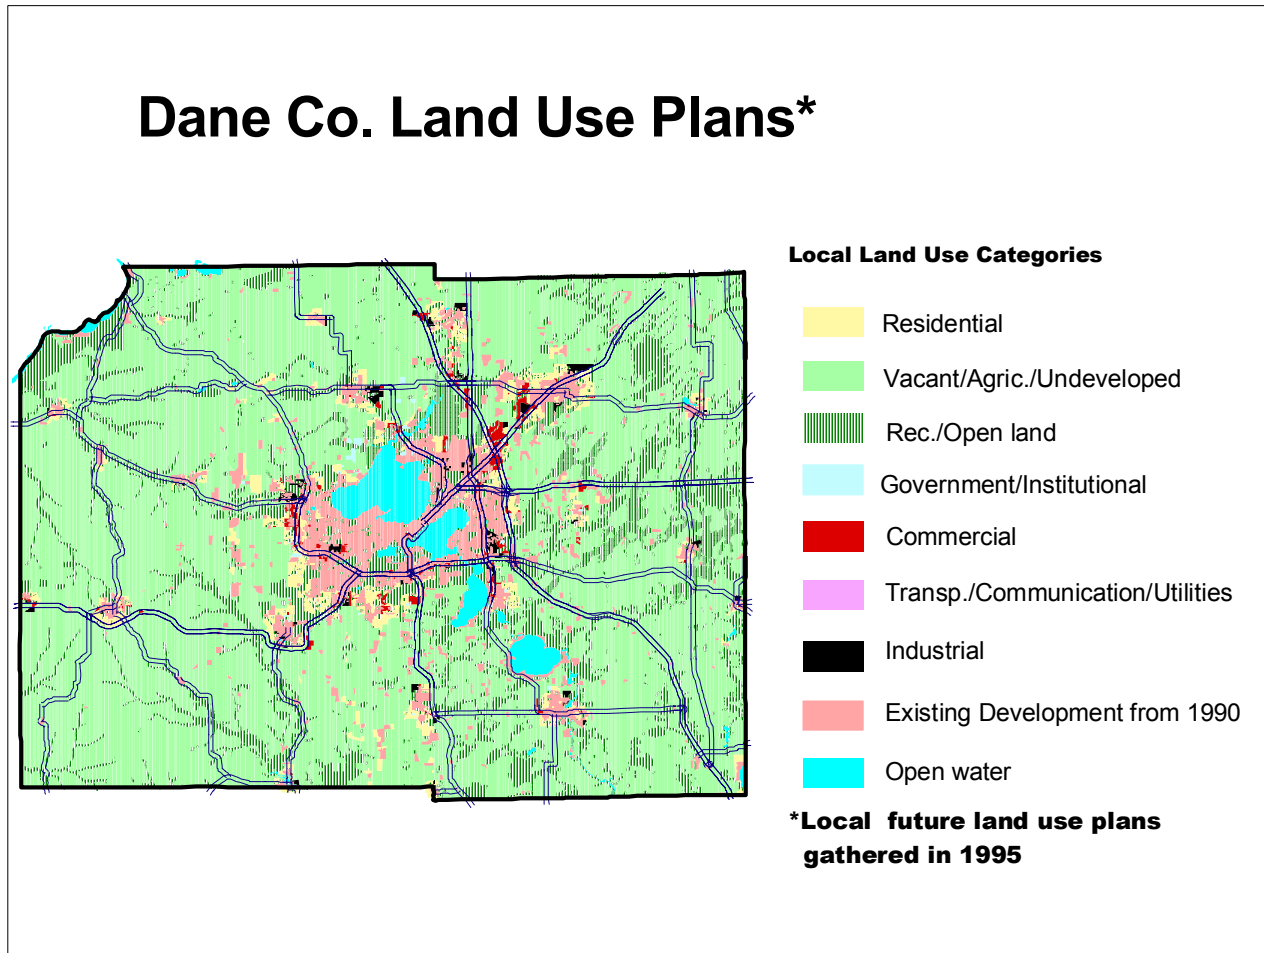 Dane Co. Land Use Plans*
Local Land Use Categories
Residential
Vacant/Agric./Undeveloped
Rec./Open land
Government/Institutional
Commercial
Transp./Communication/Utilities
Industrial
Existing Development from 1990
Open water
*Local future land use plans
gathered in 1995